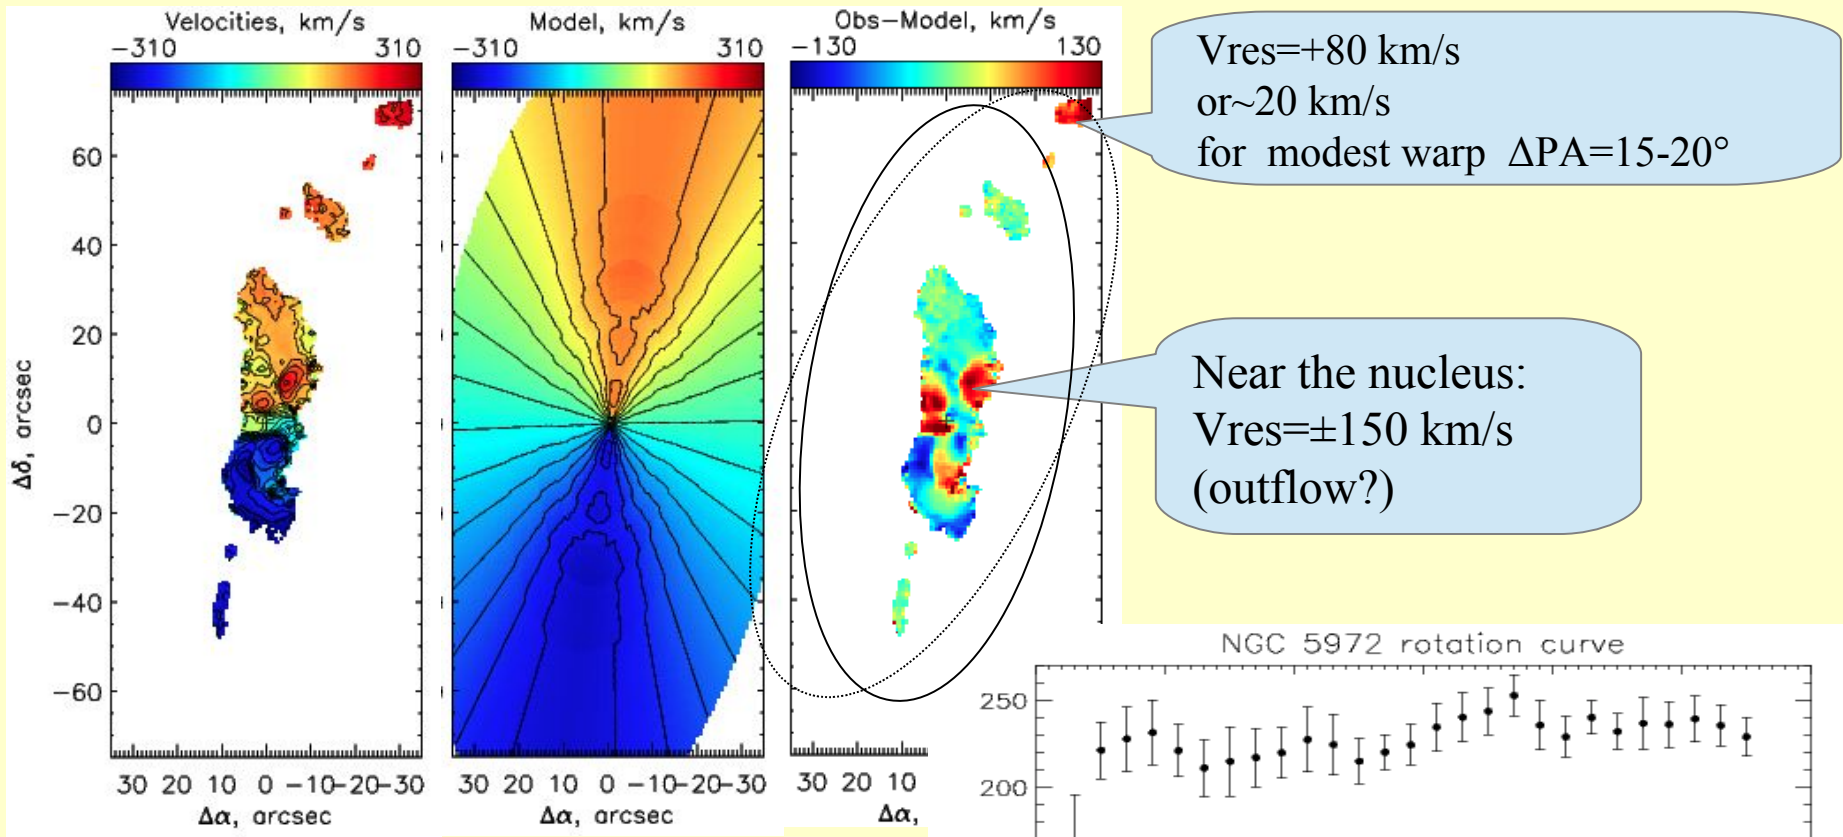 Velocities, km/s
−310 310
Model, km/s
−310 310
Obs−Model, km/s
−130 130
Vres=+80 km/s
or~20 km/s
for modest warp ΔPA=15-20°
Near the nucleus:
Vres=±150 km/s
(outflow?)
Δδ, arcsec
60
40
20
0
−20
−40
−60
30 20 10 0 −10−20−30
Δα, arcsec
30 20 10 0 −10−20−30
Δα, arcsec
30 20 10
Δα,
NGC 5972 rotation curve
250
200